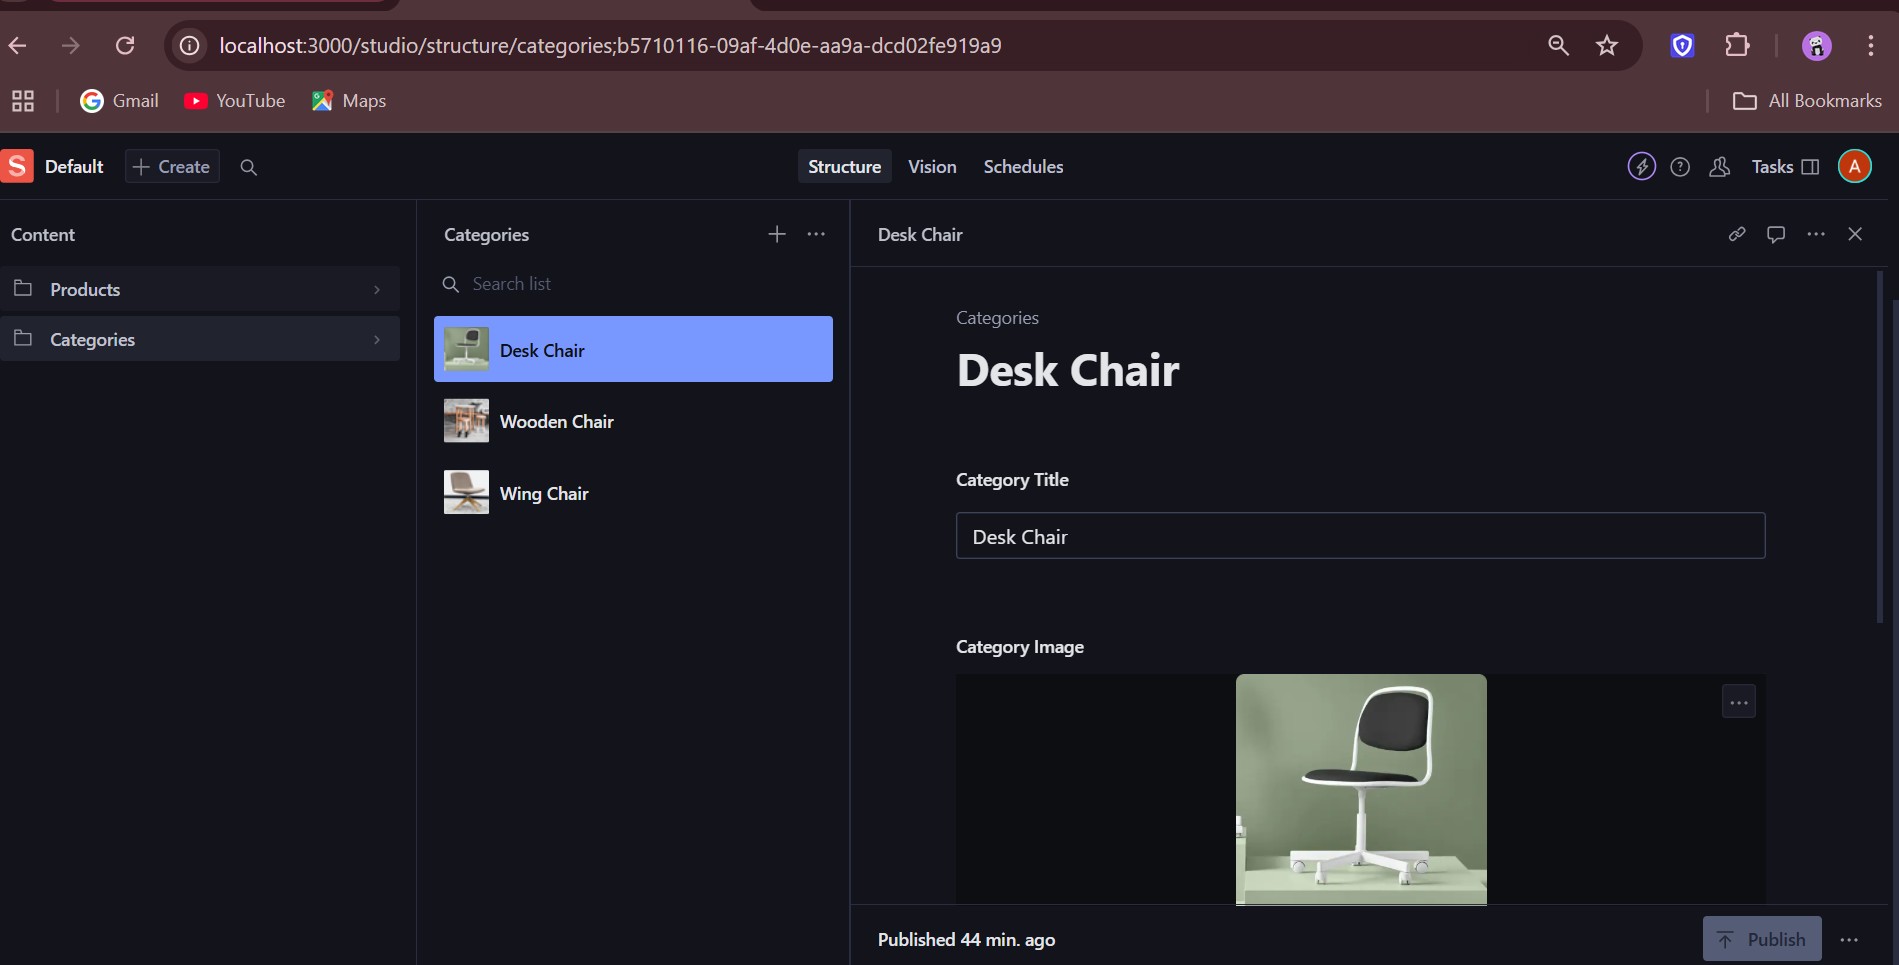 localhost:3000/studio/structure/categories;b5710116-09af-4d0e-aa9a-dcd02fe919a9
Gmail
YouTube
Maps
All Bookmarks
S
Default
Create
Structure
Vision
Schedules
Tasks
A
Content
Products
Categories
Categories
Search list
Desk Chair
Wooden Chair
Wing Chair
Desk Chair
Categories
Desk Chair
Category Title
Desk Chair
Category Image
Published 44 min. ago
Publish